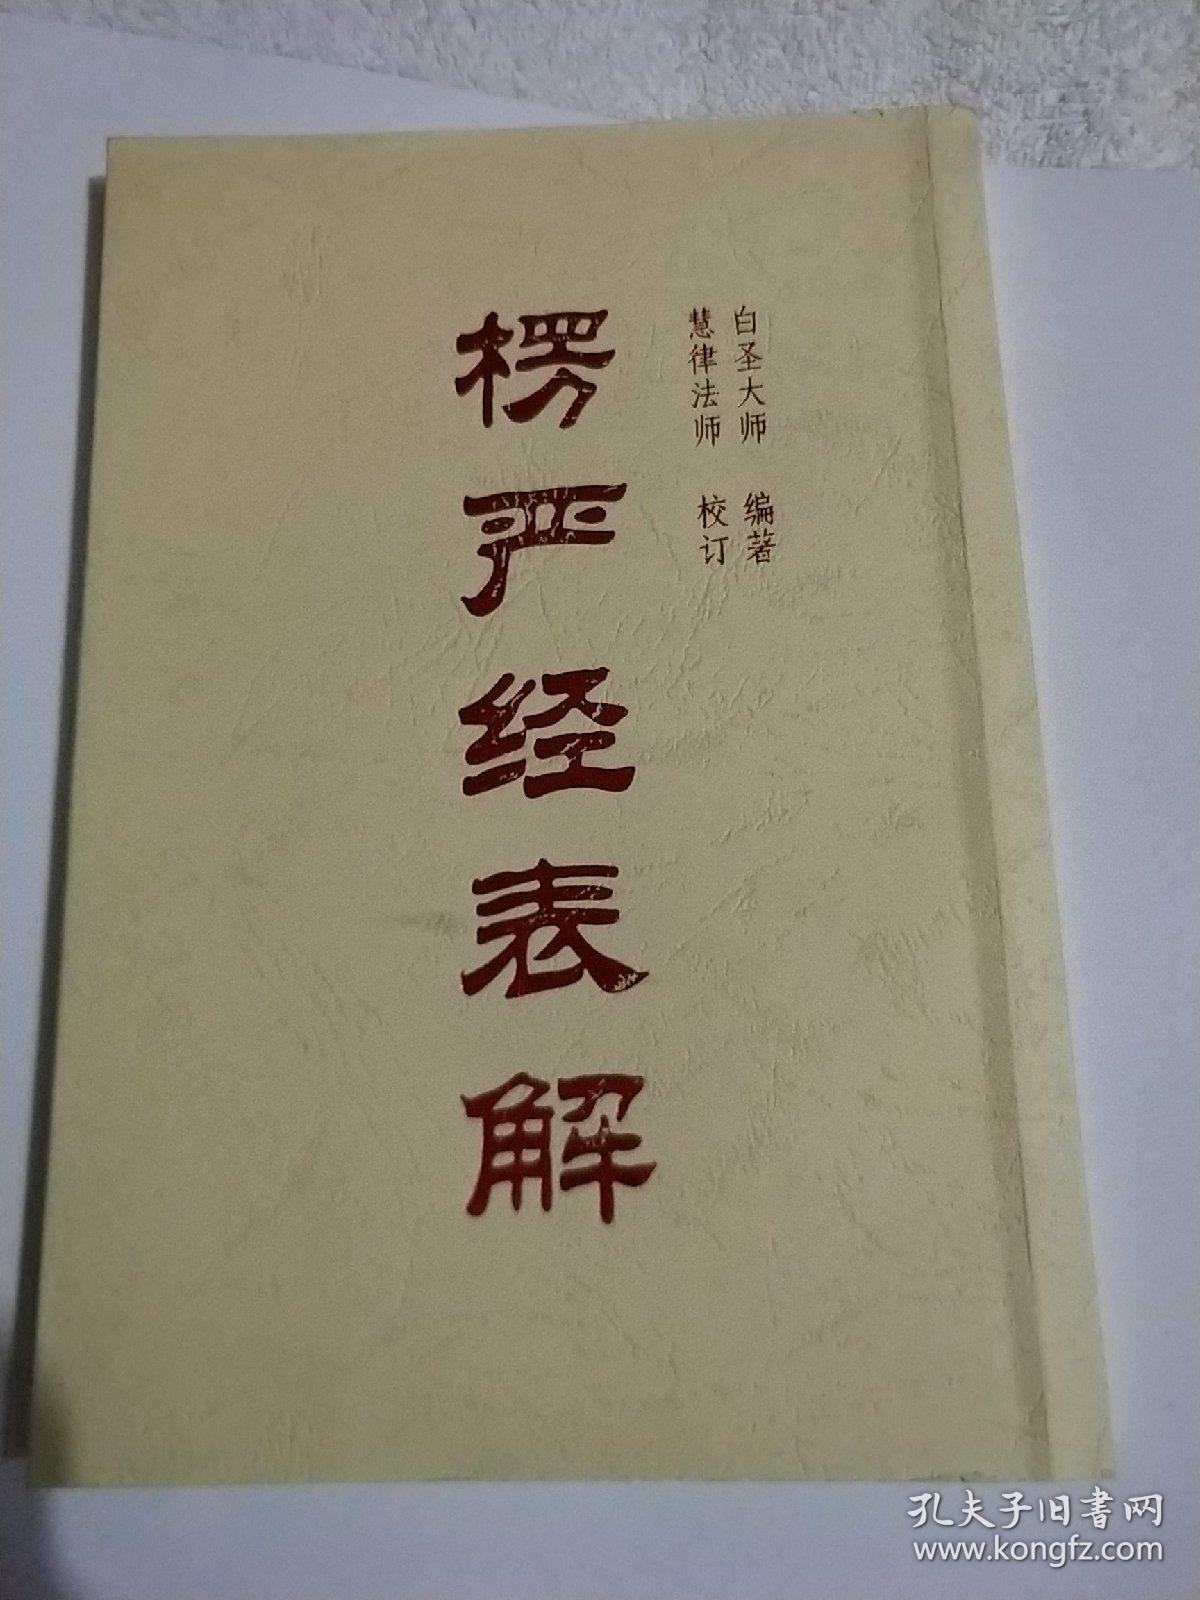 白圣大师 编著
慧律法师 校订
楞严经表解
孔夫子旧书网
www.kongfz.com